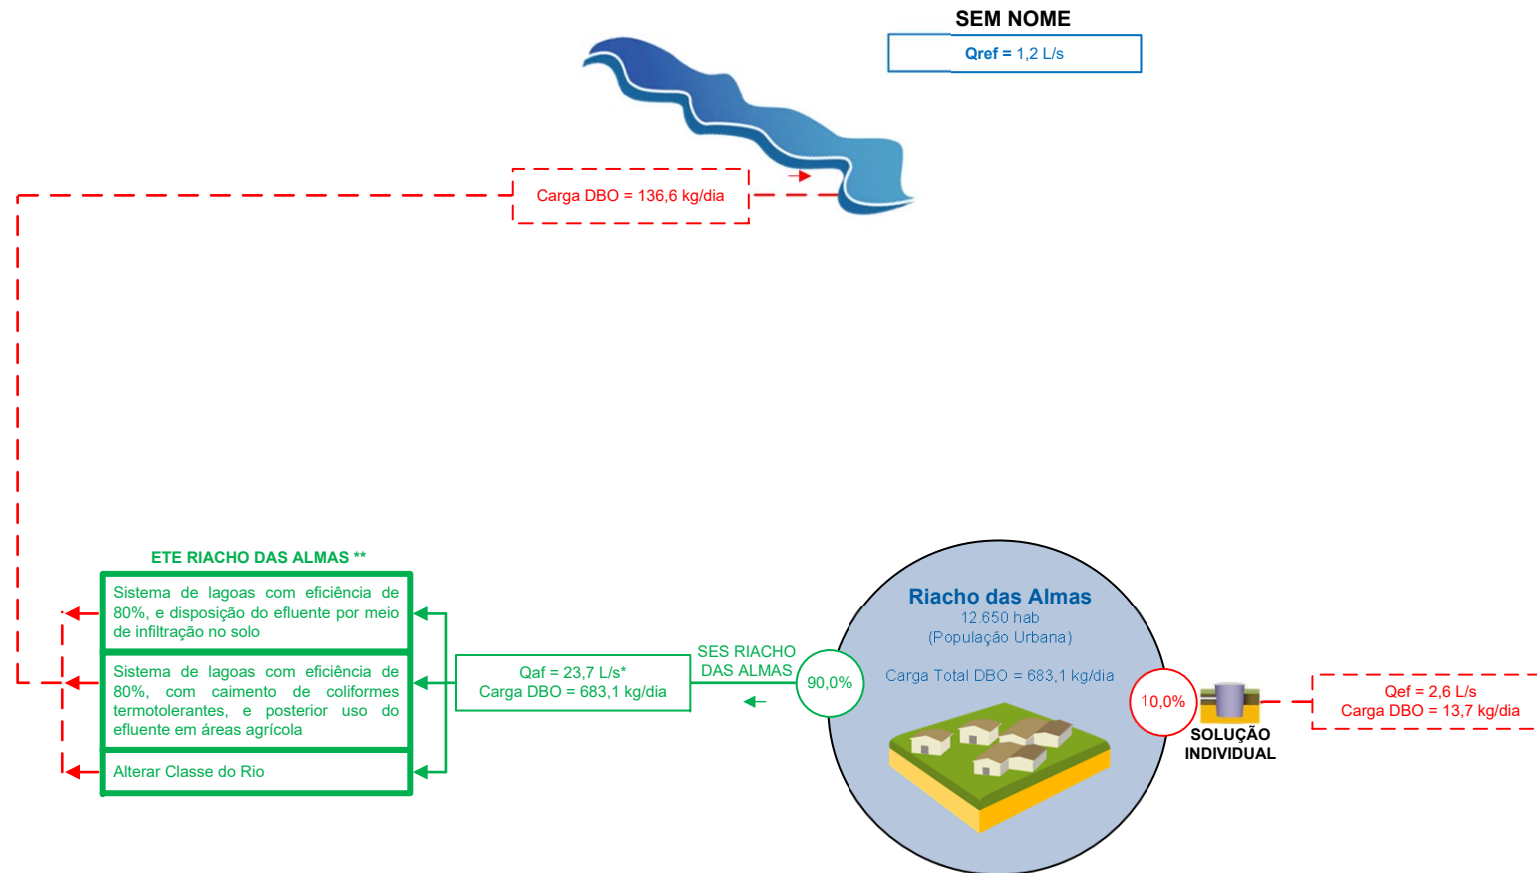 SEM NOME
Qref = 1,2 L/s
Carga DBO = 136,6 kg/dia
ETE RIACHO DAS ALMAS **
Sistema de lagoas com eficiência de
80%, e disposição do efluente por meio
de infiltração no solo
Sistema de lagoas com eficiência de
80%, com caimento de coliformes
termotolerantes, e posterior uso do
efluente em áreas agrícola
Alterar Classe do Rio
Qaf = 23,7 L/s*
Carga DBO = 683,1 kg/dia
SES RIACHO
DAS ALMAS
90,0%
Riacho das Almas
12.650 hab
(População Urbana)
Carga Total DBO = 683,1 kg/dia
10,0%
SOLUÇÃO
INDIVIDUAL
Qef = 2,6 L/s
Carga DBO = 13,7 kg/dia